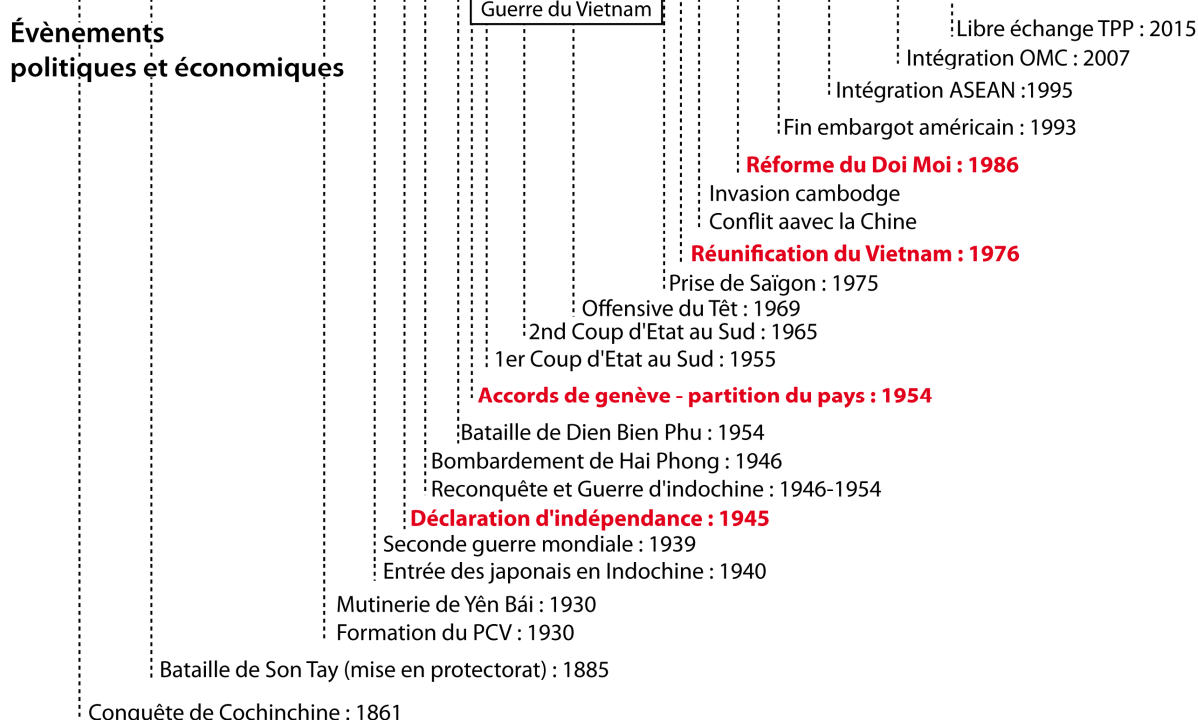 Guerre du Vietnam
Évènements
politiques et économiques
Libre échange TPP : 2015
Intégration OMC : 2007
Intégration ASEAN :1995
Fin embargot américain : 1993
Réforme du Doi Moi : 1986
Invasion cambodge
Conflit aavec la Chine
Réunification du Vietnam : 1976
Prise de Saïgon : 1975
Offensive du Têt : 1969
2nd Coup d'Etat au Sud : 1965
1er Coup d'Etat au Sud : 1955
Accords de genève - partition du pays : 1954
Bataille de Dien Bien Phu : 1954
Bombardement de Hai Phong : 1946
Reconquête et Guerre d'indochine : 1946-1954
Déclaration d'indépendance : 1945
Seconde guerre mondiale : 1939
Entrée des japonais en Indochine : 1940
Mutinerie de Yên Bái : 1930
Formation du PCV : 1930
Bataille de Son Tay (mise en protectorat) : 1885
Conquête de Cochinchine : 1861